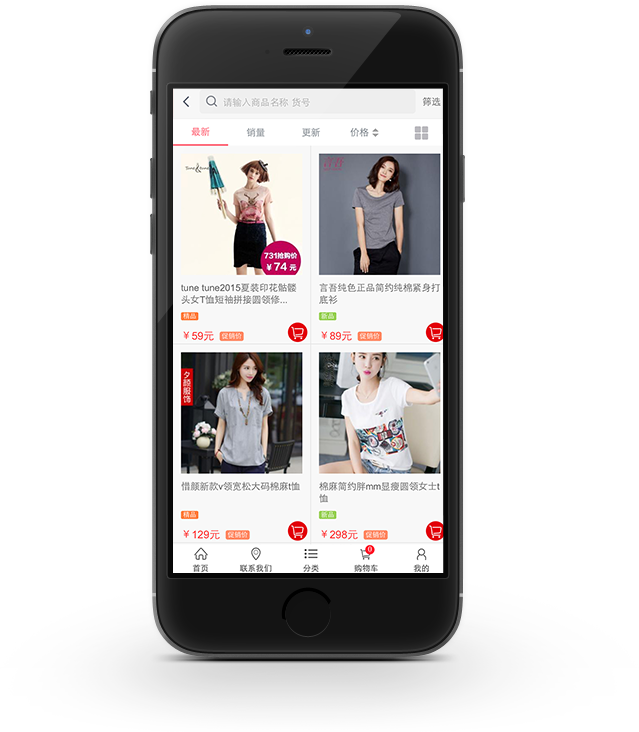 请输入商品名称 货号
筛选
最新
销量
更新
价格
731抢购价
￥74 元
tune tune2015夏装印花骷髅
头女T恤短袖拼接圆领修...
精品
￥59元 促销价
言吾
言吾纯色正品简约纯棉紧身打
底衫
新品
￥89元 促销价
夕颜服饰
惜颜新款v领宽松大码棉麻t恤
精品
￥129元 促销价
棉麻简约胖mm显瘦圆领女士t
恤
新品
￥298元 促销价
0
首页
联系我们
分类
购物车
我的